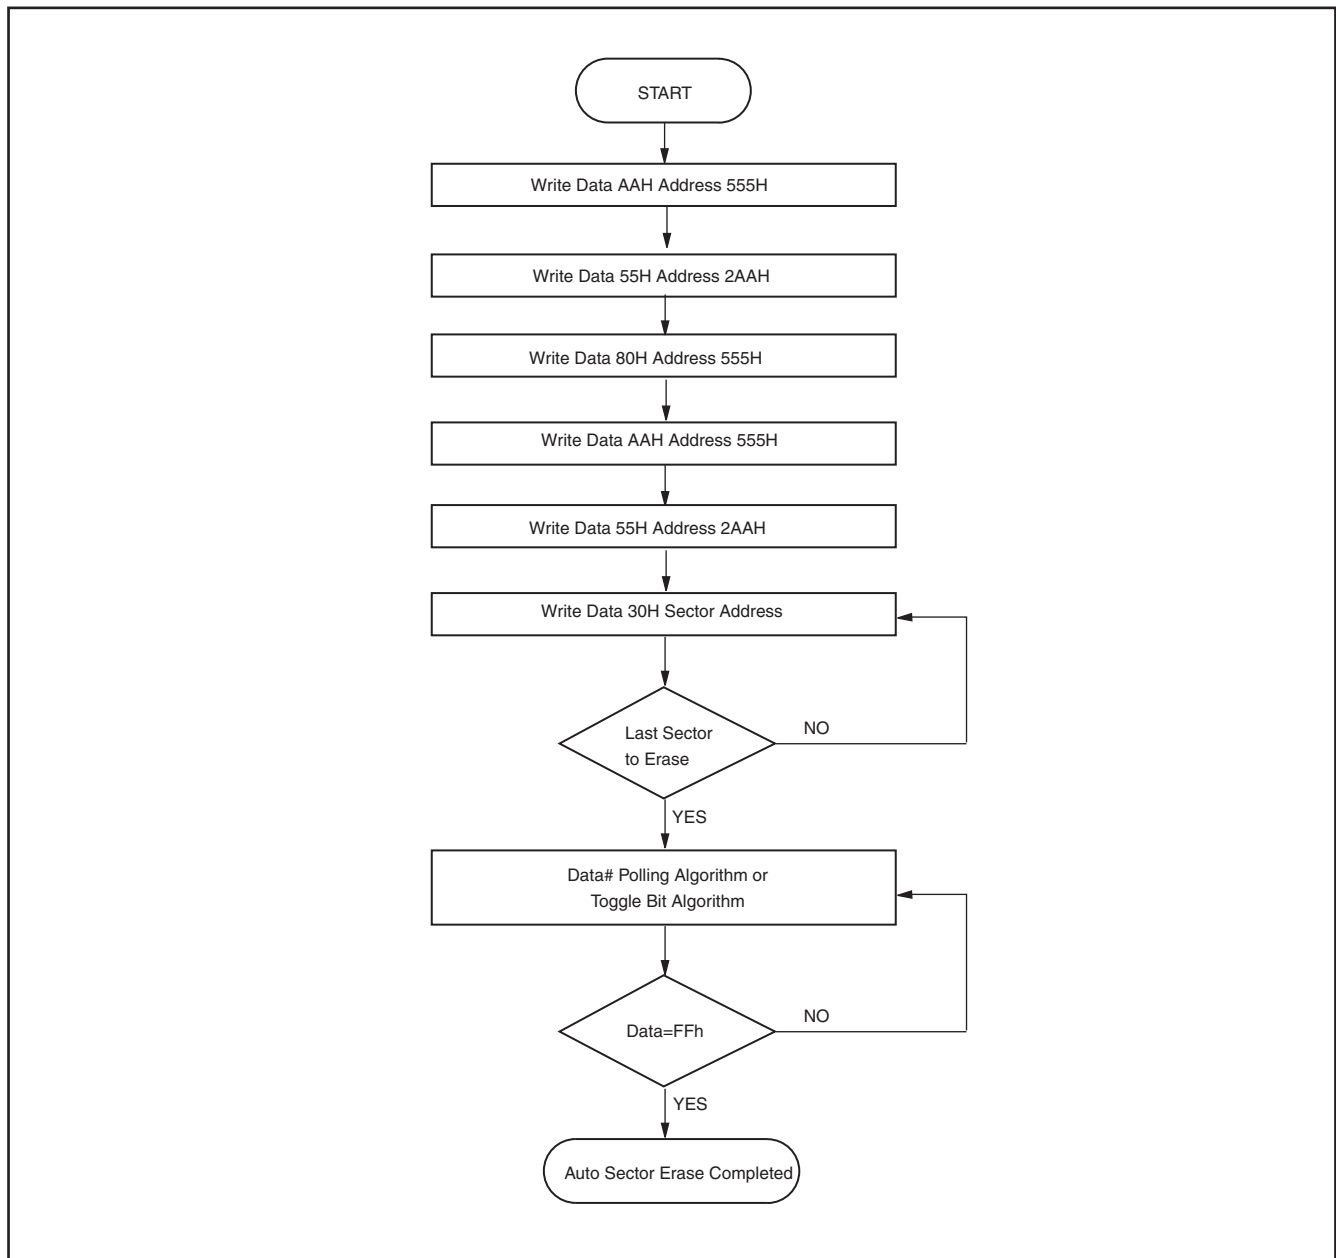 START
Write Data AAH Address 555H
Write Data 55H Address 2AAH
Write Data 80H Address 555H
Write Data AAH Address 555H
Write Data 55H Address 2AAH
Write Data 30H Sector Address
Last Sector
to Erase
NO
YES
Data# Polling Algorithm or
Toggle Bit Algorithm
Data=FFh
NO
YES
Auto Sector Erase Completed